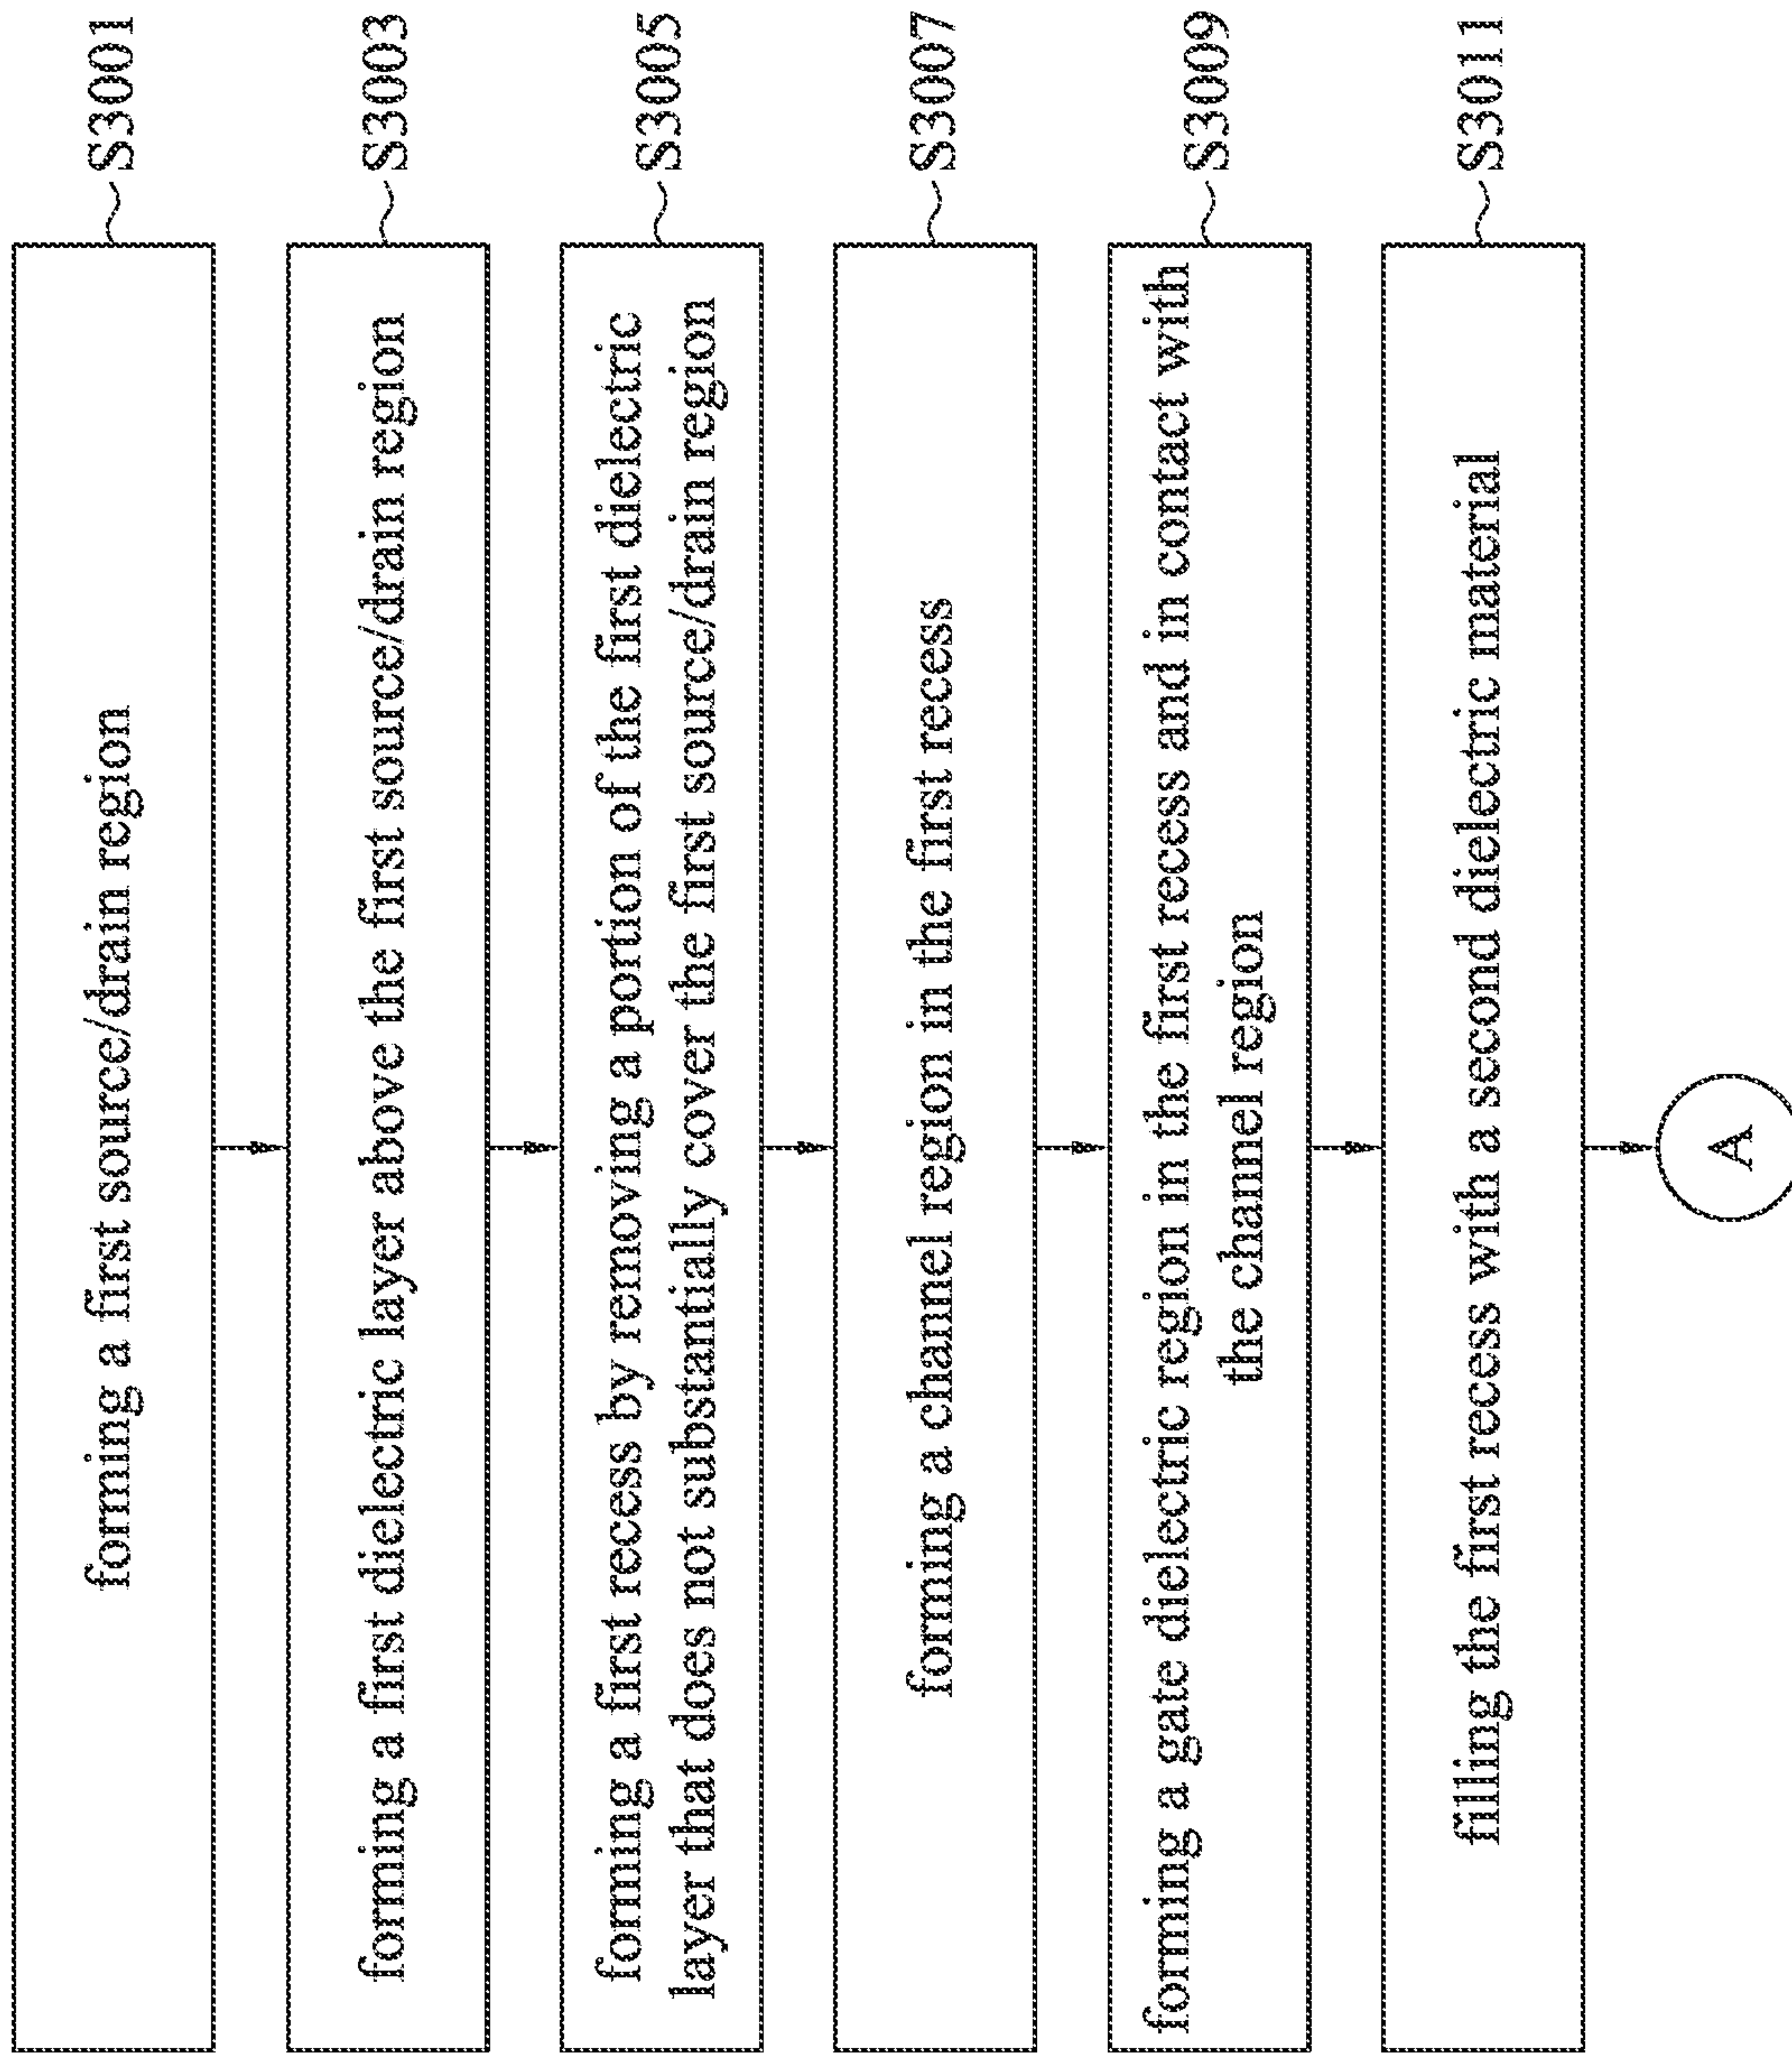 forming a first source/drain region
S3001
forming a first dielectric layer above the first source/drain region
S3003
forming a first recess by removing a portion of the first dielectric
layer that does not substantially cover the first source/drain region
S3005
forming a channel region in the first recess
S3007
forming a gate dielectric region in the first recess and in contact with
the channel region
S3009
filling the first recess with a second dielectric material
S3011
A